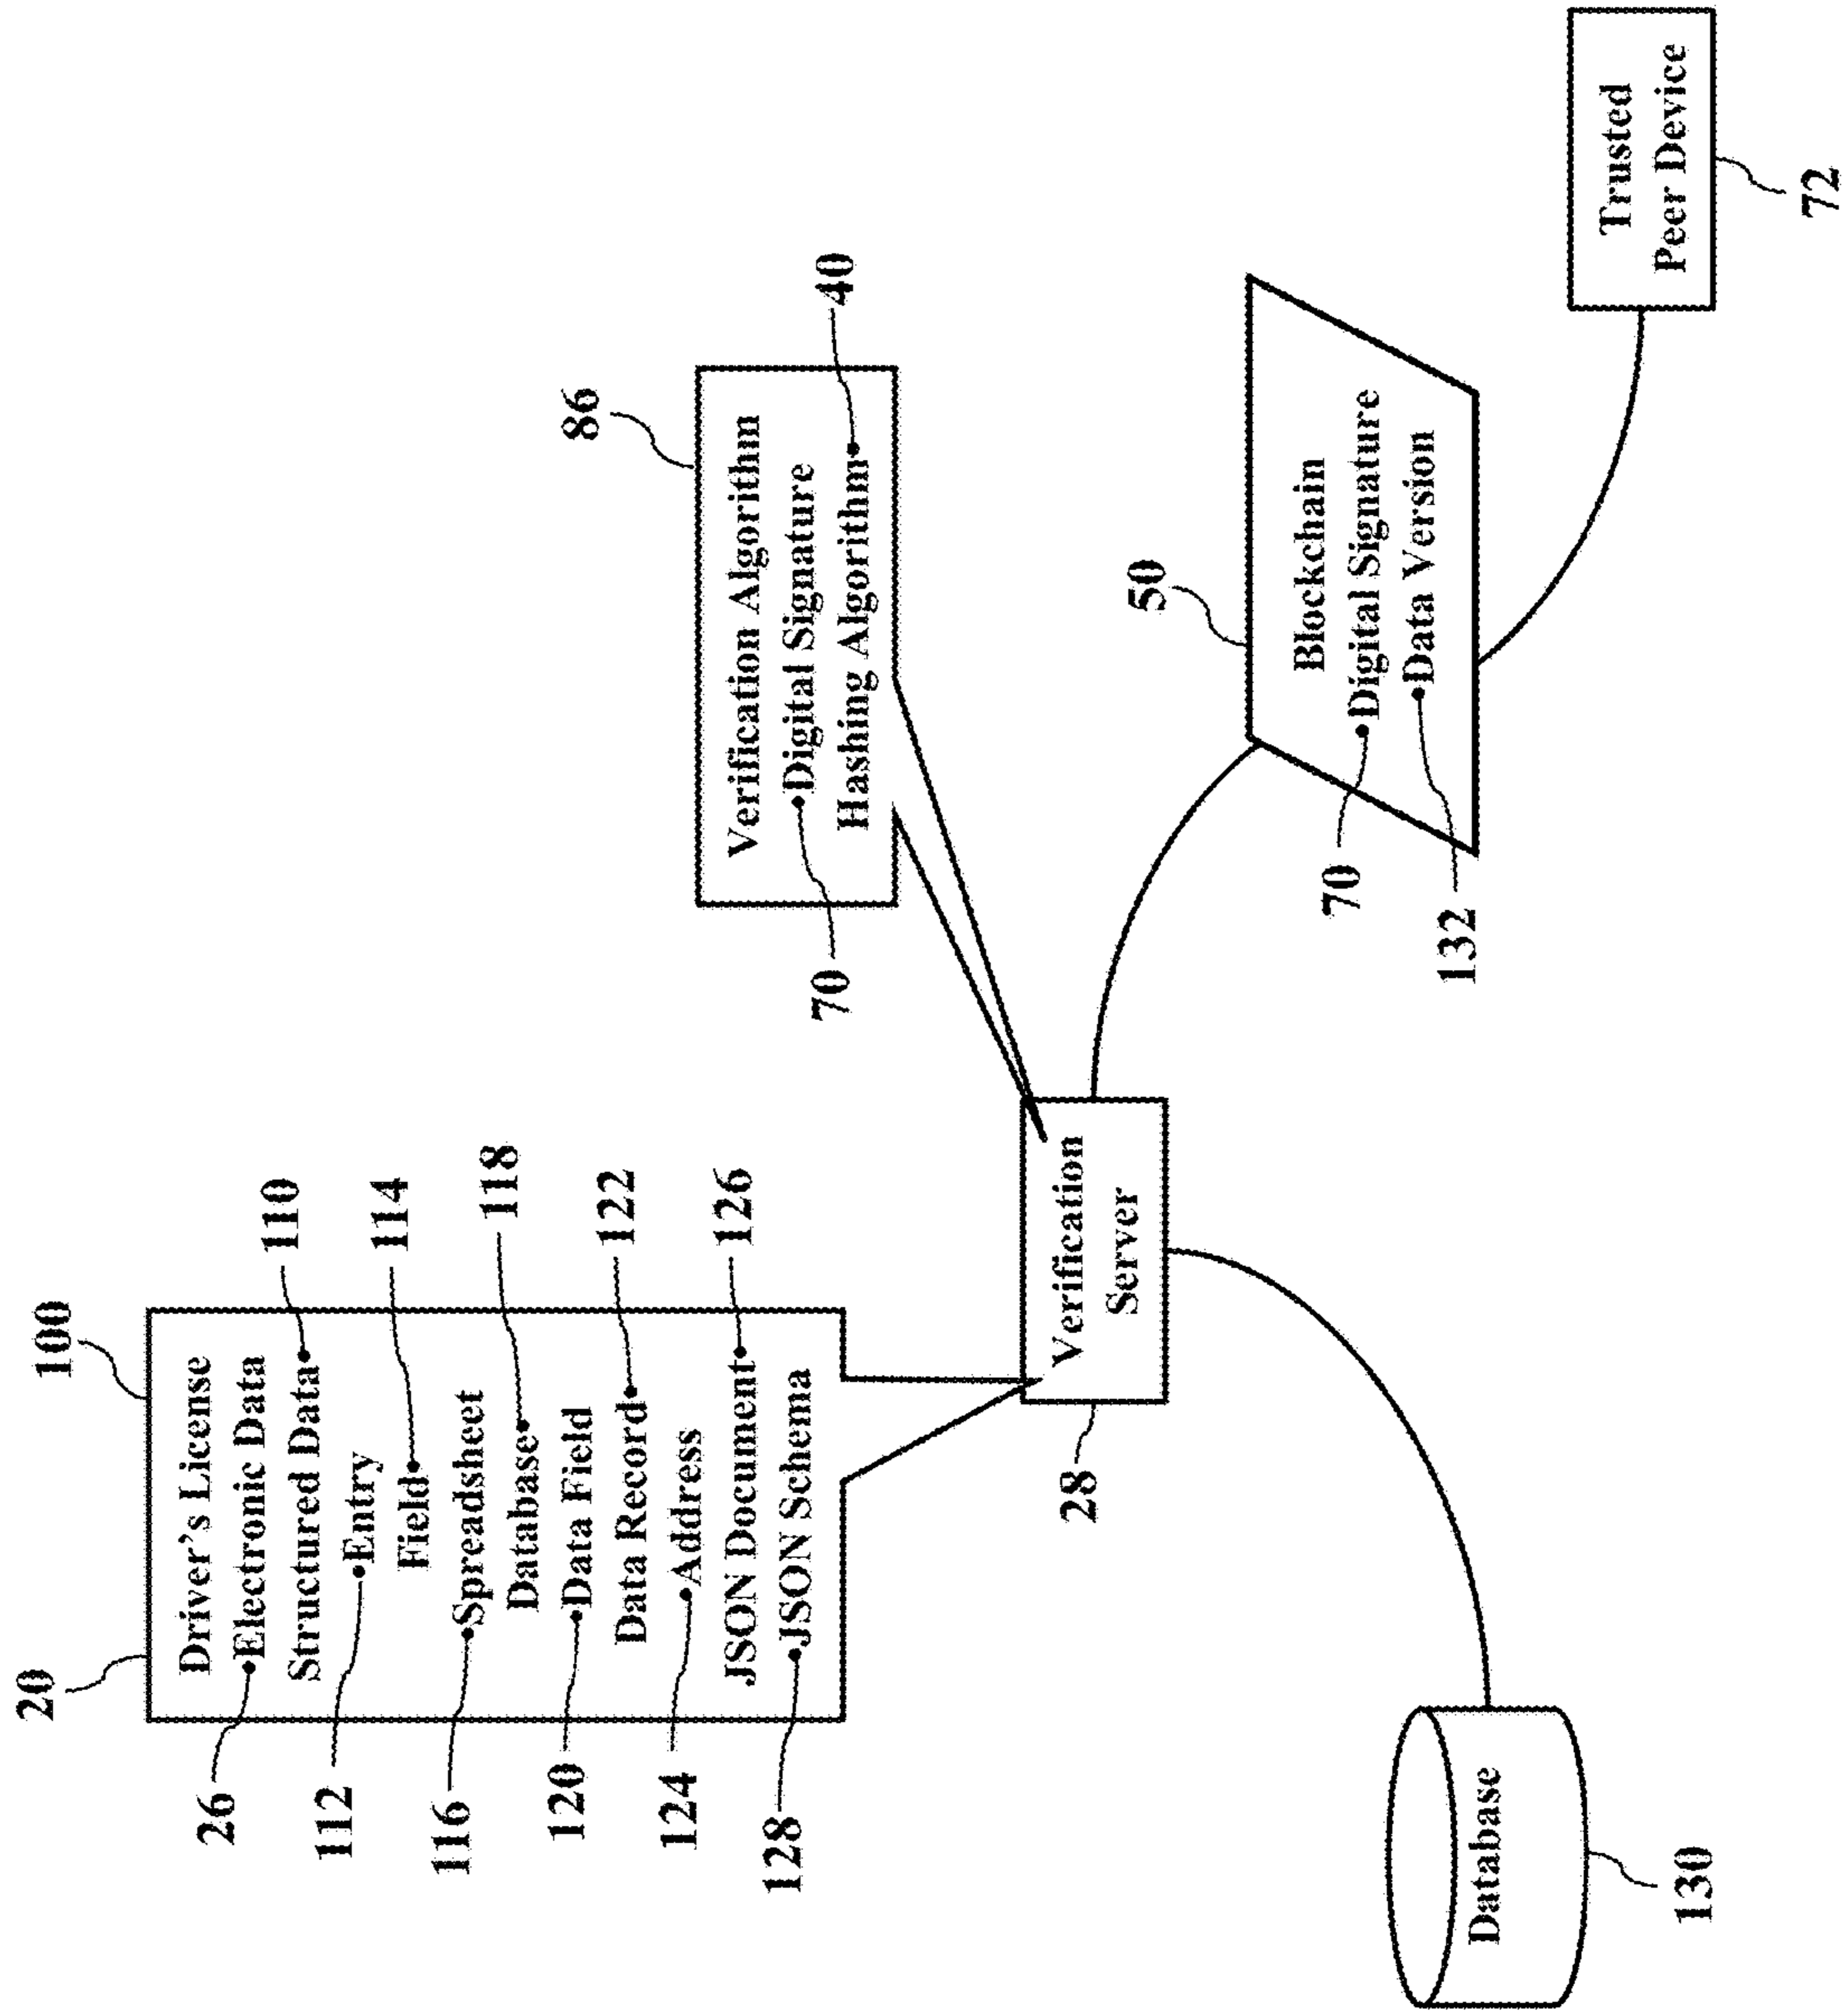 20
100
Driver's License
26
Electronic Data
Structured Data
110
112
Entry
Field
114
116
Spreadsheet
Database
118
120
Data Field
Data Record
122
124
Address
JSON Document
126
128
JSON Schema
86
Verification Algorithm
70
Digital Signature
Hashing Algorithm
40
28
Verification
Server
50
Blockchain
70
Digital Signature
132
Data Version
Database
130
Trusted
Peer Device
72